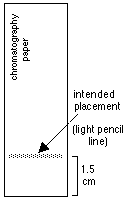 chromatography
paper
intended
placement
(light pencil
line)
1.5
cm